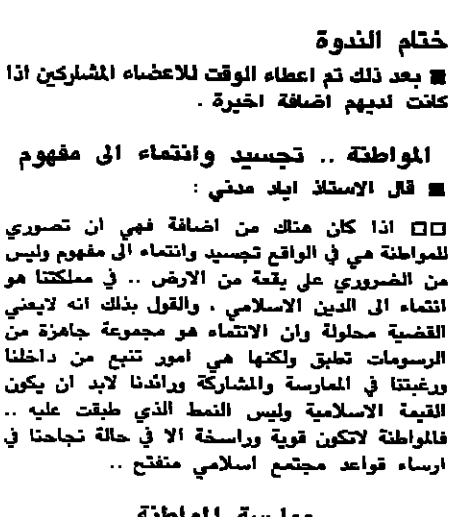 ختام الندوة
■ بعد ذلك تم اعطاء الوقت للاعضاء المشاركين اذا
كانت لديهم اضافة اخيرة .
المواطنة .. تجسيد وانتماء الى مفهوم
■ قال الاستاذ اياد مدني :
□□ اذا كان هناك من اضافة فهي ان تصوري
للمواطنة هي في الواقع تجسيد وانتماء الى مفهوم وليس
من الضروري على بقعة من الارض .. في مملكتنا هو
انتماء الى الدين الاسلامي . والقول بذلك انه لايعني
القضية محلولة وان الانتماء هو مجموعة جاهزة من
الرسومات تطبق ولكنها هي امور تنبع من داخلنا
ورغبتنا في الممارسة والمشاركة ورائدنا لابد ان يكون
القيمة الاسلامية وليس النمط الذي طبقت عليه ..
فالمواطنة لاتكون قوية وراسخة الا في حالة نجاحنا في
ارساء قواعد مجتمع اسلامي متفتح ..